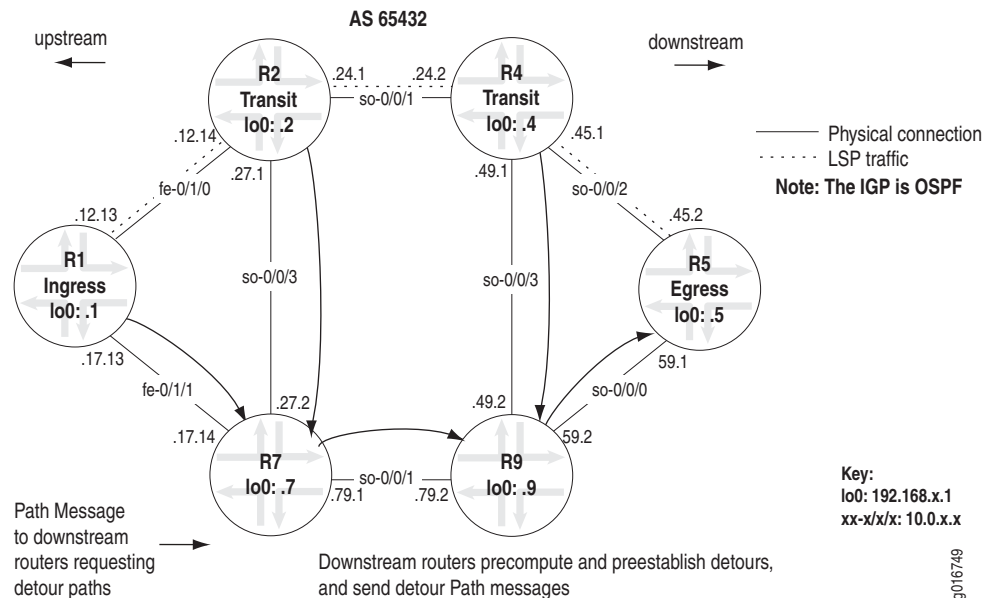 AS 65432
upstream
downstream
R2
Transit
lo0: .2
.24.1
.24.2
so-0/0/1
R4
Transit
lo0: .4
.12.14
.27.1
.49.1
.45.1
Physical connection
LSP traffic
Note: The IGP is OSPF
fe-0/1/0
so-0/0/2
.12.13
.45.2
R1
Ingress
lo0: .1
so-0/0/3
so-0/0/3
R5
Egress
lo0: .5
.17.13
59.1
fe-0/1/1
so-0/0/0
.27.2
.49.2
.17.14
59.2
R7
lo0: .7
so-0/0/1
.79.1
.79.2
R9
lo0: .9
Key:
lo0: 192.168.x.1
xx-x/x/x: 10.0.x.x
Path Message
to downstream
routers requesting
detour paths
Downstream routers precompute and preestablish detours,
and send detour Path messages
g016749